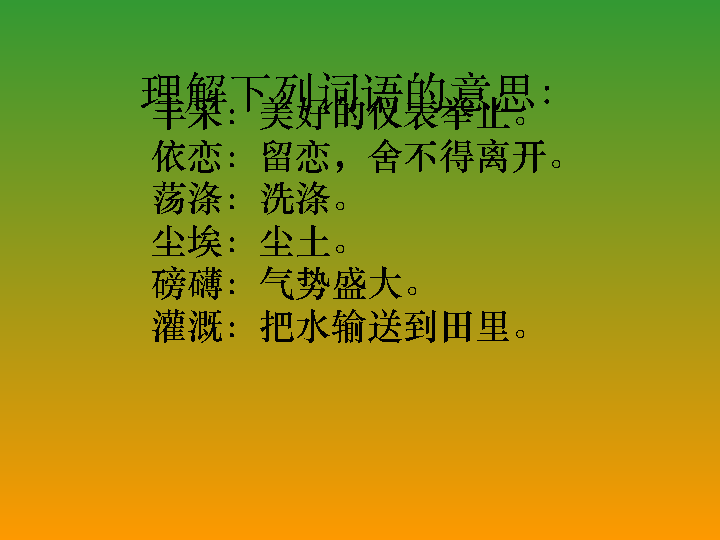 理解下列词语的意思:
丰采：美好的仪表举止。
依恋：留恋，舍不得离开。
荡涤：洗涤。
尘埃：尘土。
磅礴：气势盛大。
灌溉：把水输送到田里。